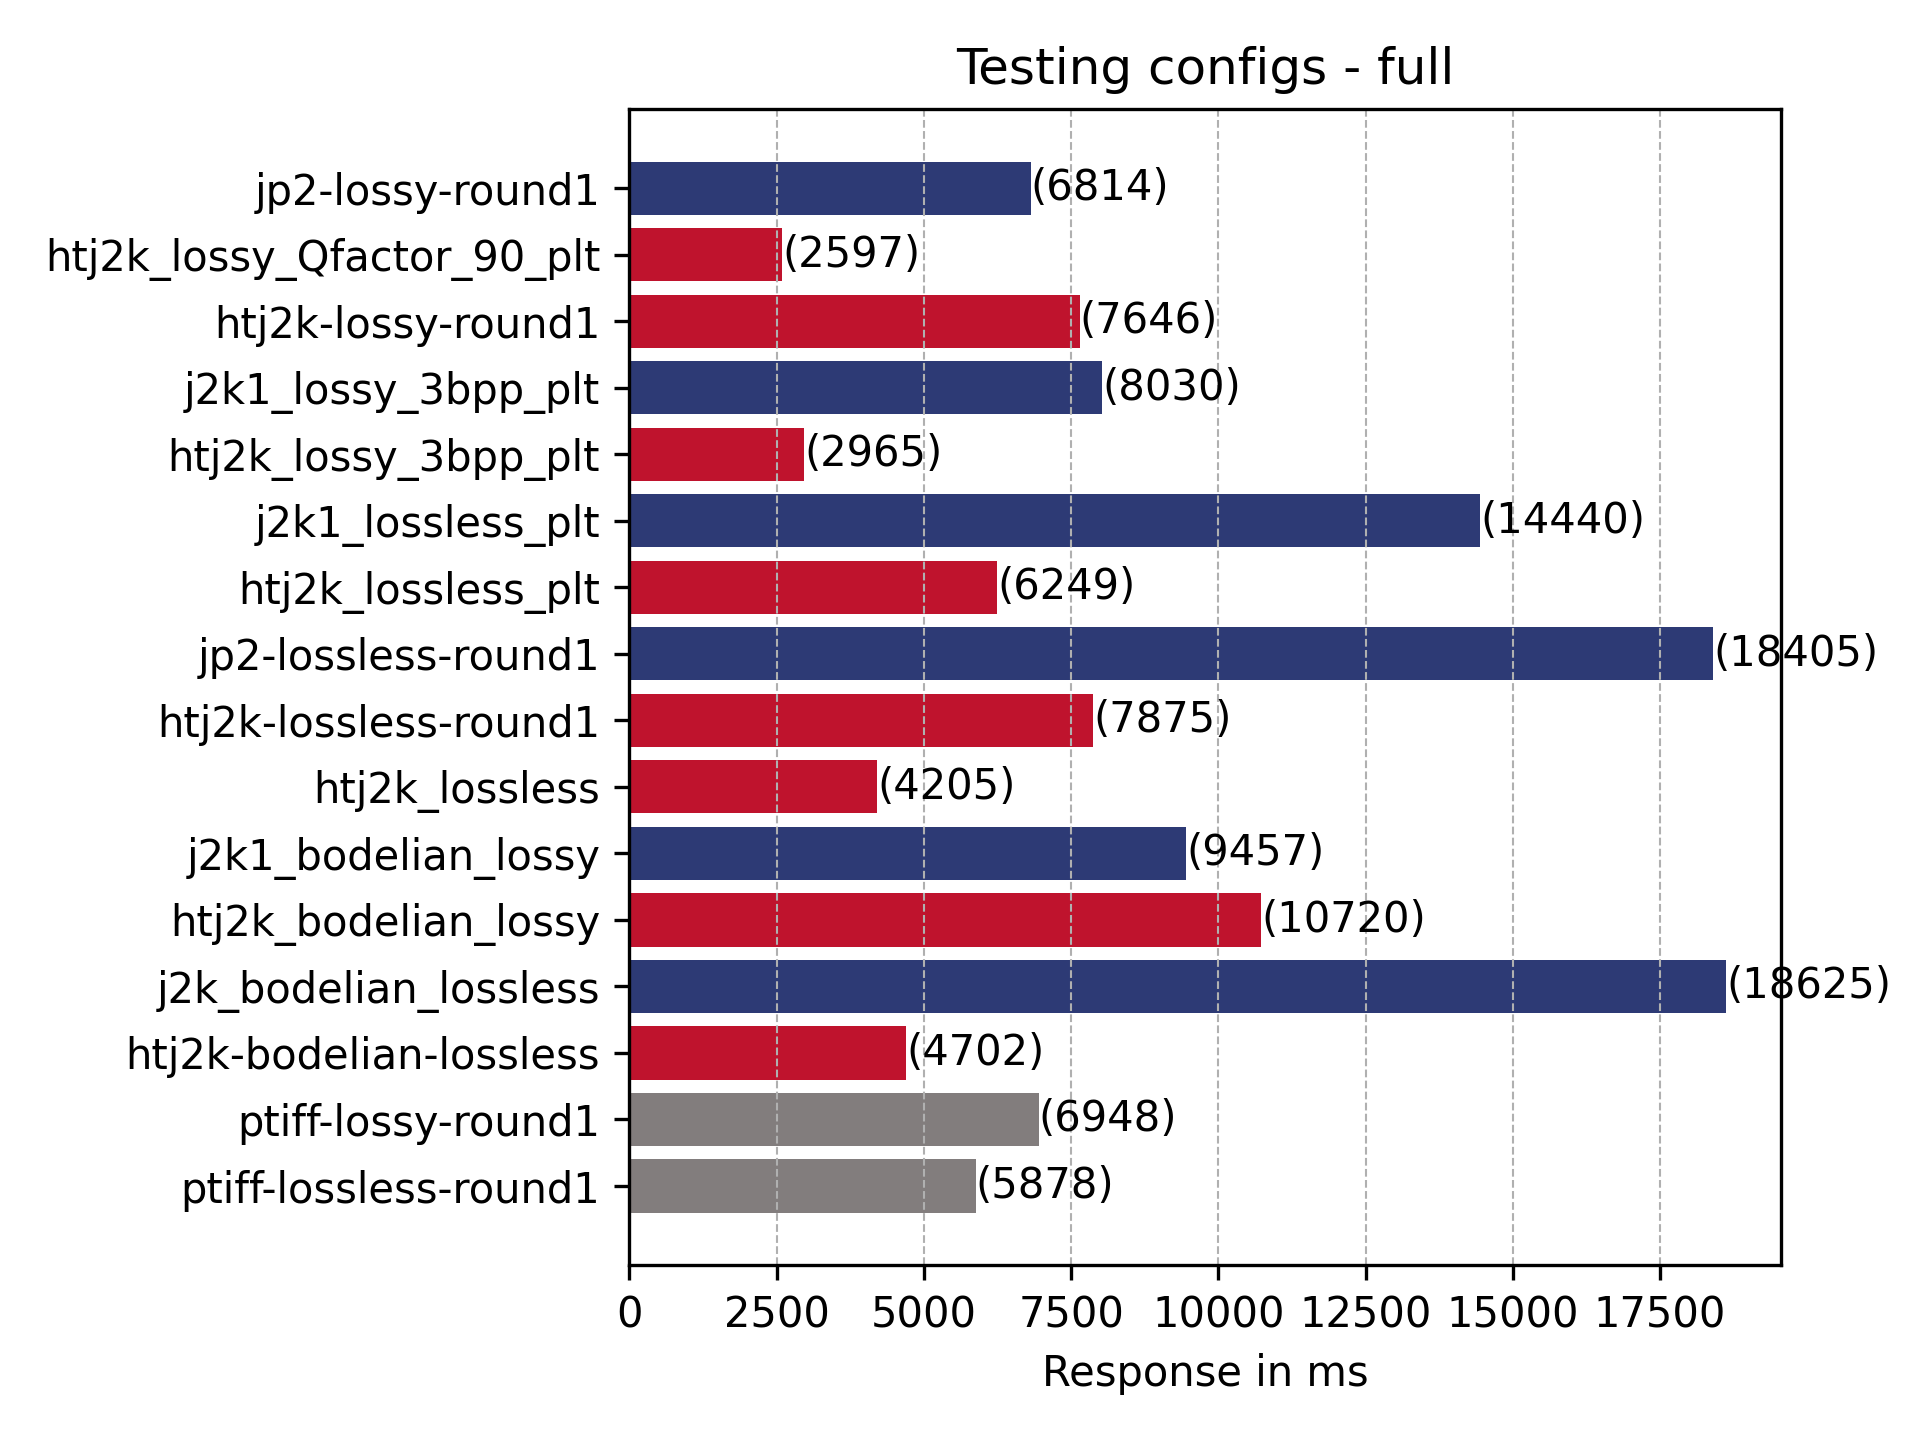 Testing configs - full
jp2-lossy-round1 (6814)
htj2k_lossy_Qfactor_90_plt (2597)
htj2k-lossy-round1 (7646)
j2k1_lossy_3bpp_plt (8030)
htj2k_lossy_3bpp_plt (2965)
j2k1_lossless_plt (14440)
htj2k_lossless_plt (6249)
jp2-lossless-round1 (18405)
htj2k-lossless-round1 (7875)
htj2k_lossless (4205)
j2k1_bodelian_lossy (9457)
htj2k_bodelian_lossy (10720)
j2k_bodelian_lossless (18625)
htj2k-bodelian-lossless (4702)
ptiff-lossy-round1 (6948)
ptiff-lossless-round1 (5878)
0 2500 5000 7500 10000 12500 15000 17500
Response in ms